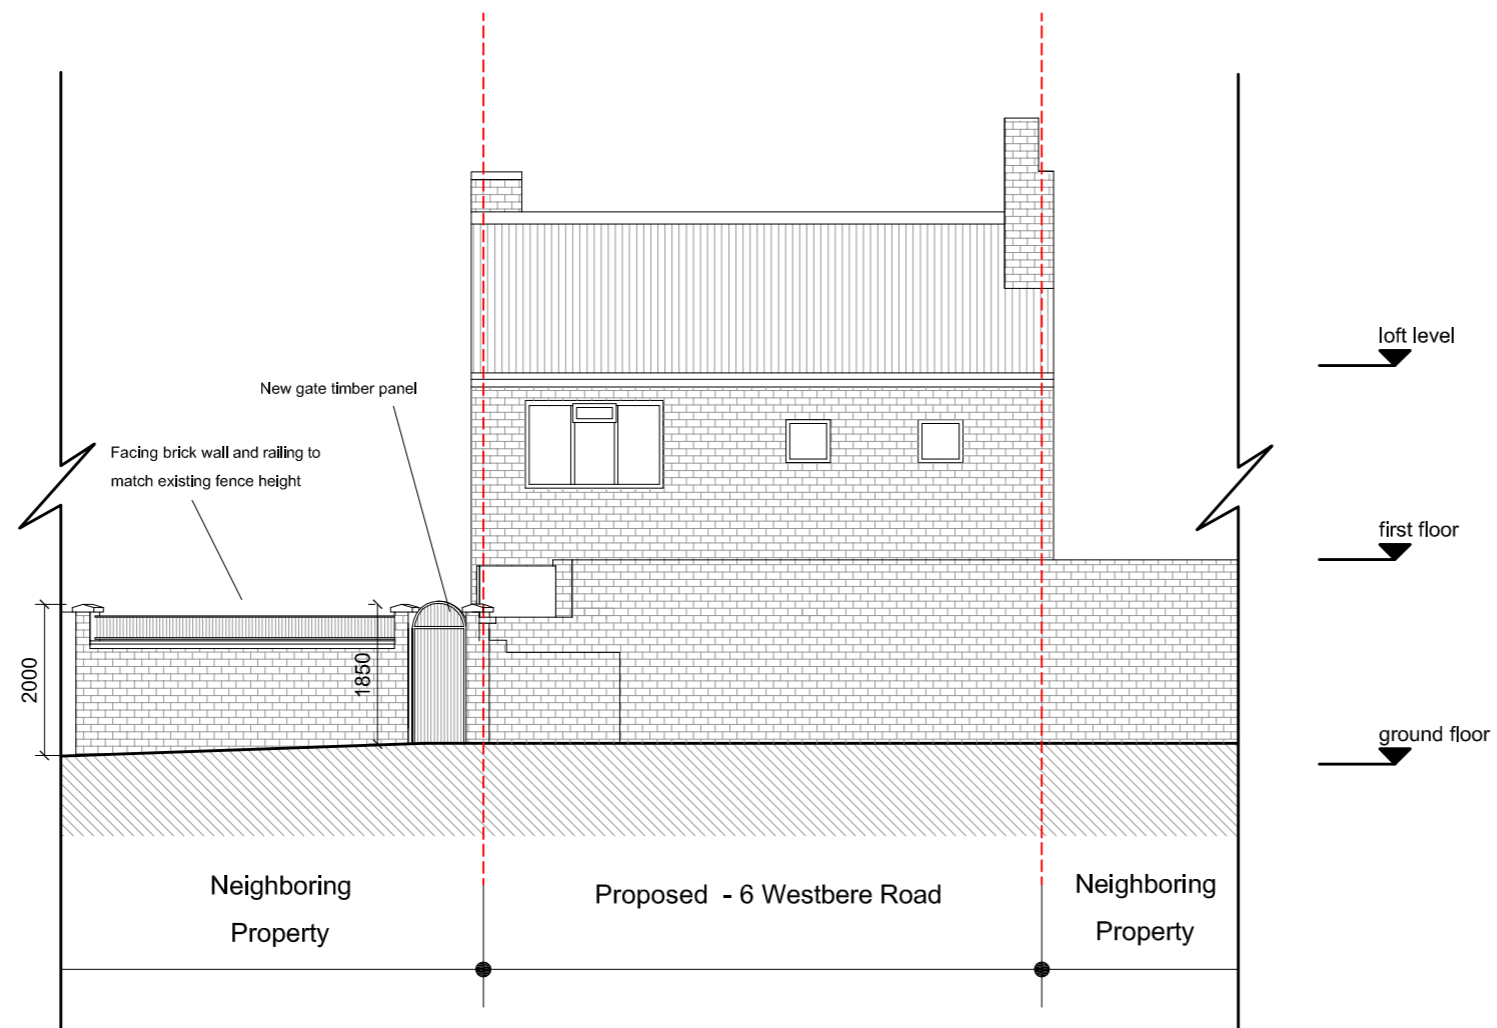 loft level
New gate timber panel
Facing brick wall and railing to
match existing fence height
first floor
2000
1850
ground floor
Neighboring
Property
Proposed - 6 Westbere Road
Neighboring
Property